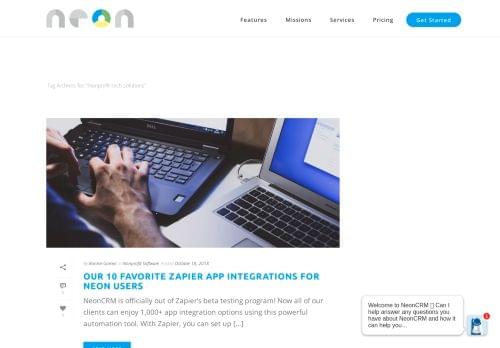 neon
Features Missions Services Pricing Get Started
Tag Archives for: "Nonprofit tech solutions"
DELL
By Marine Gamez In Nonprofit Software Posted October 18, 2018
OUR 10 FAVORITE ZAPIER APP INTEGRATIONS FOR
NEON USERS
NeonCRM is officially out of Zapier's beta testing program! Now all of our
clients can enjoy 1,000+ app integration options using this powerful
automation tool. With Zapier, you can set up [...]
Welcome to NeonCRM Can I
help answer any questions you
have about NeonCRM and how it
can help you...
1